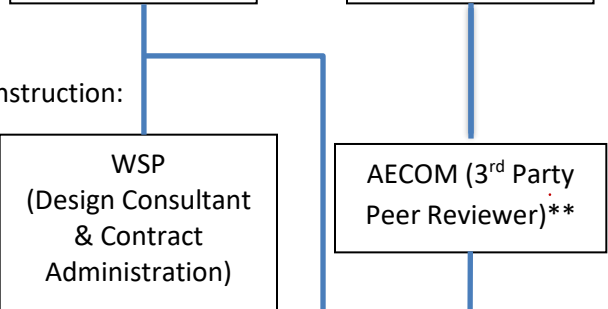 nstruction:
WSP
(Design Consultant
& Contract
Administration)
AECOM (3rd Party
Peer Reviewer)**